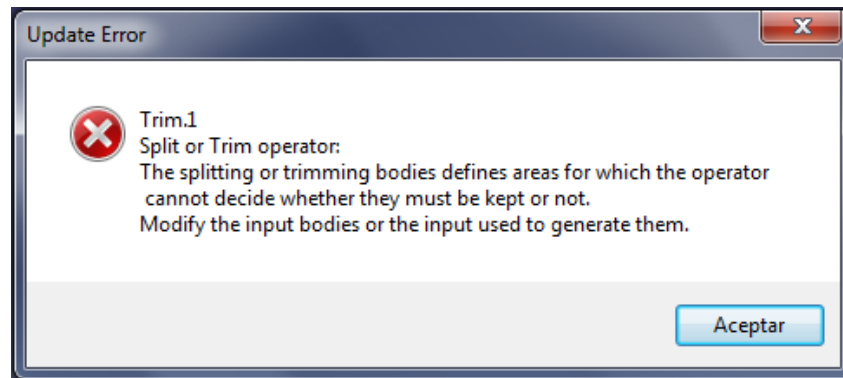 Update Error
Trim.1
Split or Trim operator:
The splitting or trimming bodies defines areas for which the operator
cannot decide whether they must be kept or not.
Modify the input bodies or the input used to generate them.
Aceptar